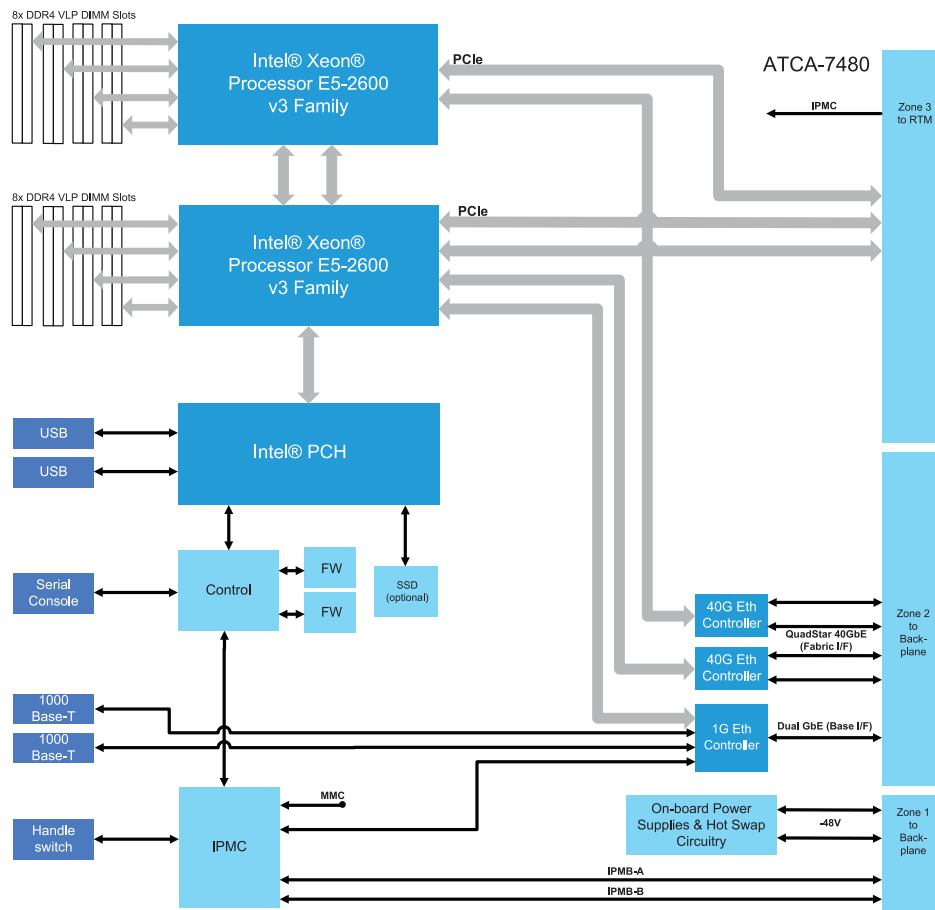 8x DDR4 VLP DIMM Slots
Intel® Xeon®
Processor E5-2600
v3 Family
PCIe
ATCA-7480
IPMC
Zone 3
to RTM
8x DDR4 VLP DIMM Slots
Intel® Xeon®
Processor E5-2600
v3 Family
PCIe
USB
USB
Intel® PCH
Serial
Console
Control
FW
FW
SSD
(optional)
40G Eth
Controller
40G Eth
Controller
QuadStar 40GbE
(Fabric I/F)
Zone 2
to
Back-
plane
1000
Base-T
1000
Base-T
1G Eth
Controller
Dual GbE (Base I/F)
MMC
Handle
switch
IPMC
On-board Power
Supplies & Hot Swap
Circuitry
-48V
Zone 1
to
Back-
plane
IPMB-A
IPMB-B